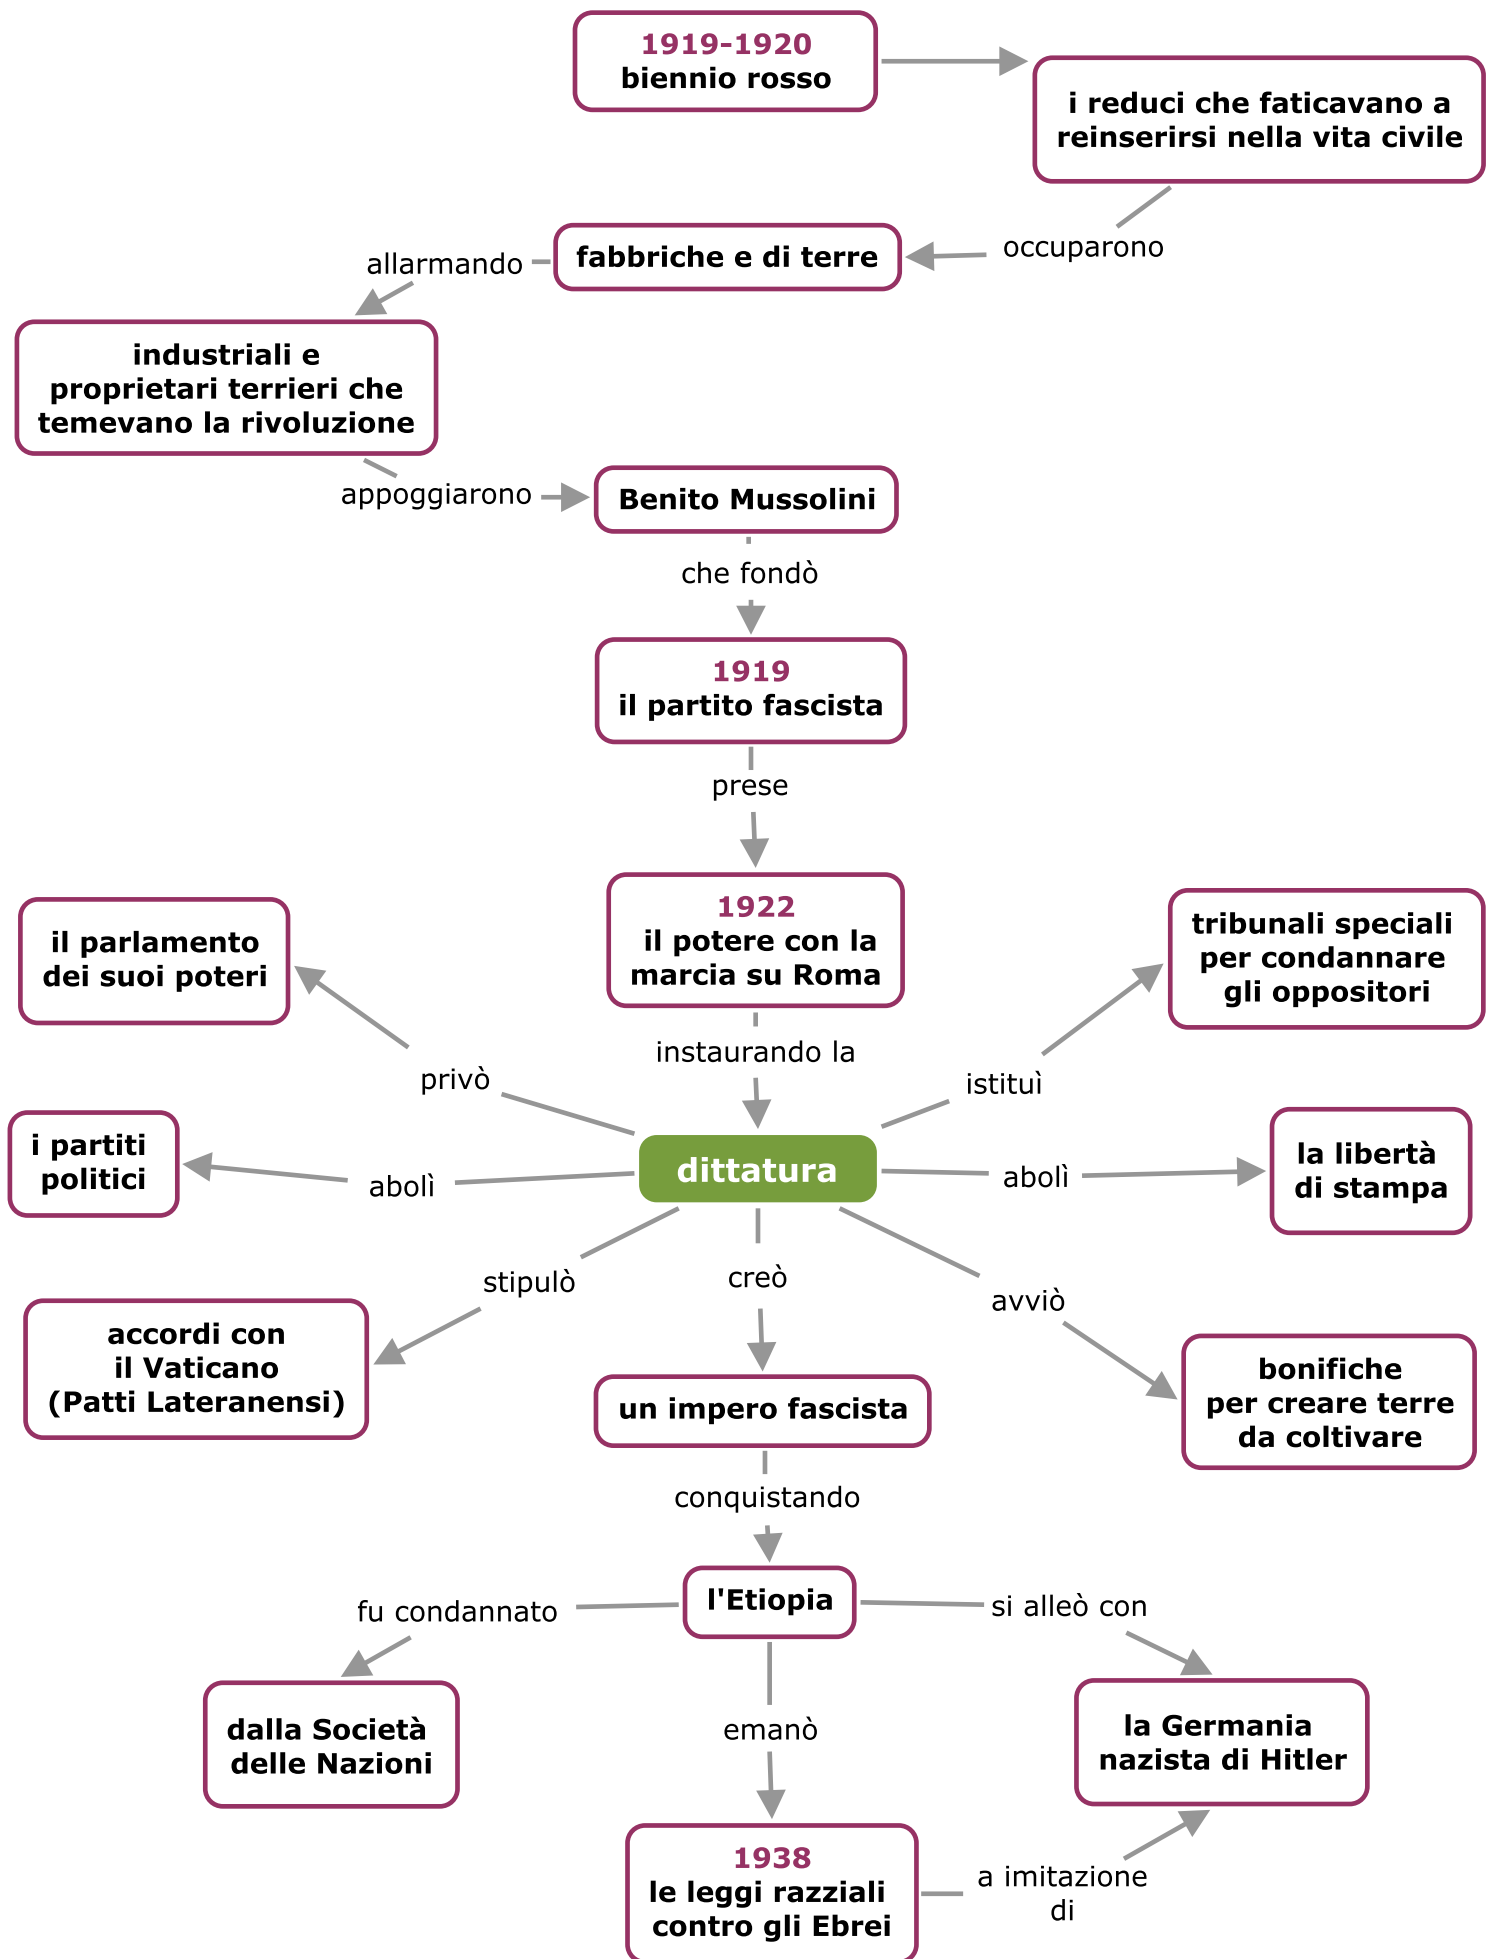 1919-1920
biennio rosso
i reduci che faticavano a
reinserirsi nella vita civile
occuparono
fabbriche e di terre
allarmando
industriali e
proprietari terrieri che
temevano la rivoluzione
appoggiarono
Benito Mussolini
che fondò
1919
il partito fascista
prese
1922
il potere con la
marcia su Roma
instaurando la
dittatura
privò
il parlamento
dei suoi poteri
istituì
tribunali speciali
per condannare
gli oppositori
abolì
i partiti
politici
abolì
la libertà
di stampa
stipulò
accordi con
il Vaticano
(Patti Lateranensi)
creò
un impero fascista
avviò
bonifiche
per creare terre
da coltivare
conquistando
l'Etiopia
fu condannato
dalla Società
delle Nazioni
si alleò con
la Germania
nazista di Hitler
emanò
1938
le leggi razziali
contro gli Ebrei
a imitazione
di